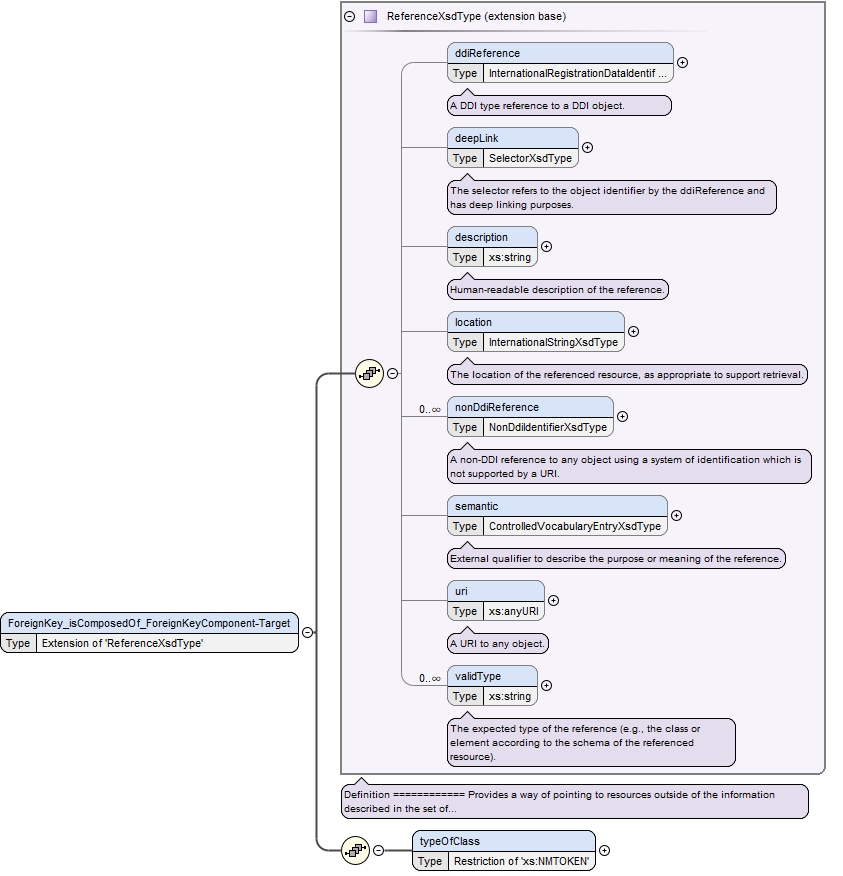 ReferenceXsdType (extension base)
ddiReference
Type InternationalRegistrationDataIdentif ...
A DDI type reference to a DDI object.
deepLink
Type SelectorXsdType
The selector refers to the object identifier by the ddiReference and
has deep linking purposes.
description
Type xs:string
Human-readable description of the reference.
location
Type InternationalStringXsdType
The location of the referenced resource, as appropriate to support retrieval.
0..∞
nonDdiReference
Type NonDdiIdentifierXsdType
A non-DDI reference to any object using a system of identification which is
not supported by a URI.
semantic
Type ControlledVocabularyEntryXsdType
External qualifier to describe the purpose or meaning of the reference.
uri
Type xs:anyURI
A URI to any object.
0..∞
validType
Type xs:string
The expected type of the reference (e.g., the class or
element according to the schema of the referenced
resource).
ForeignKey_isComposedOf_ForeignKeyComponent-Target
Type Extension of 'ReferenceXsdType'
Definition ============ Provides a way of pointing to resources outside of the information
described in the set of...
typeOfClass
Type Restriction of 'xs:NMTOKEN'